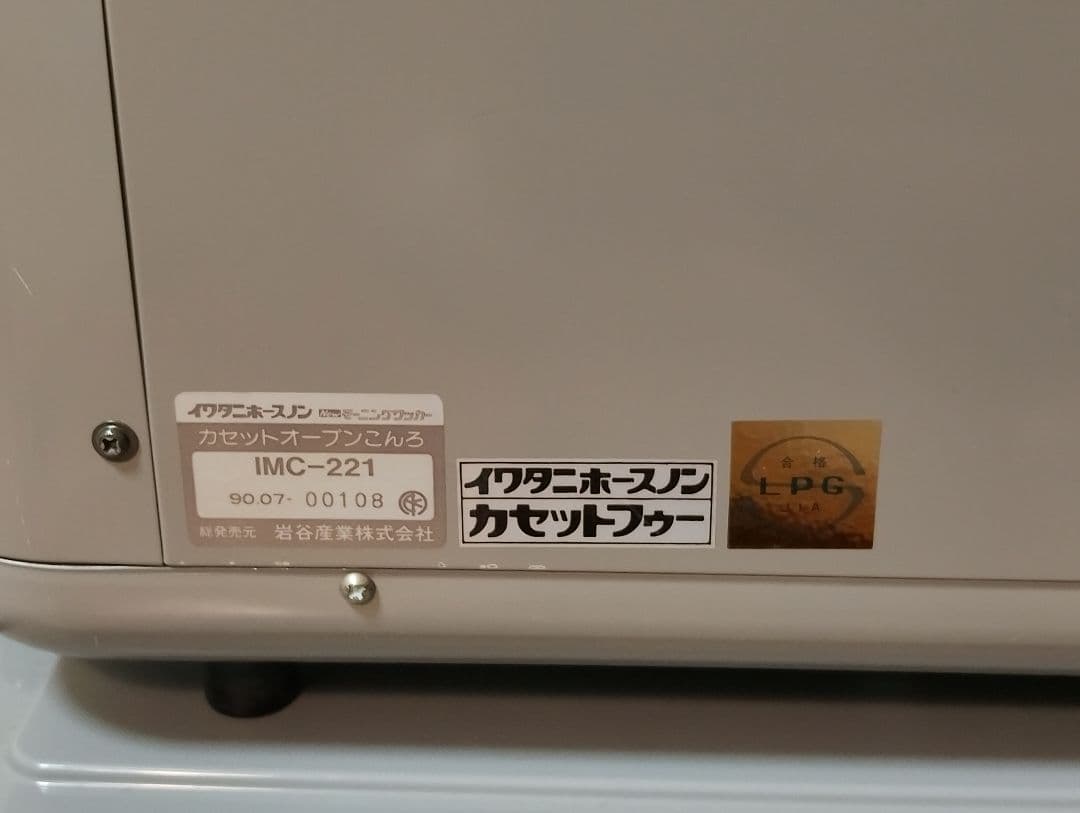 イワタニホースノン New モーニングクッカー
カセットオーブンこんろ
IMC-221
90.07- 00108
総発売元 岩谷産業株式会社
イワタニホースノン
カセットフゥー
合格
LPG
LIA